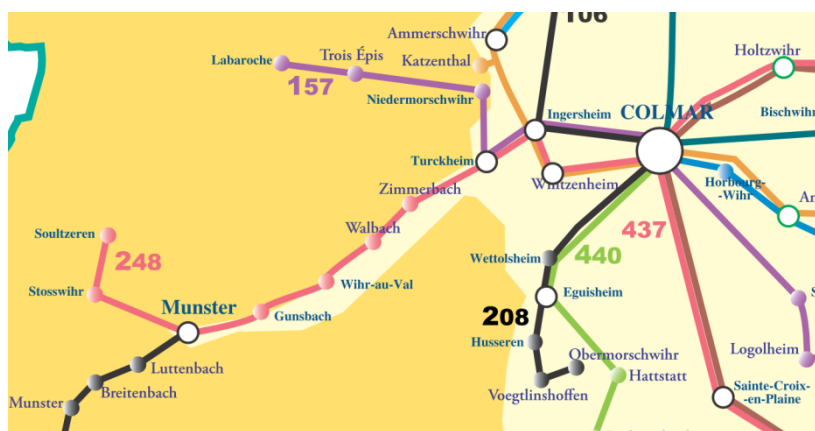 106
Ammerschwihr
Katzenthal
Holtzwihr
Labaroche
Trois Épis
157
Niedermorschwihr
Ingersheim
COLMAR
Bischwihr
Turckheim
Wintzenheim
Horbourg-
-Wihr
Zimmerbach
Walbach
437
440
Soultzeren
248
Stosswihr
Wettolsheim
Wihr-au-Val
Eguisheim
Munster
Gunsbach
208
Husseren
Obermorschwihr
Logolheim
Luttenbach
Hattstatt
Breitenbach
Voegtlinshoffen
Sainte-Croix-
-en-Plaine
Munster